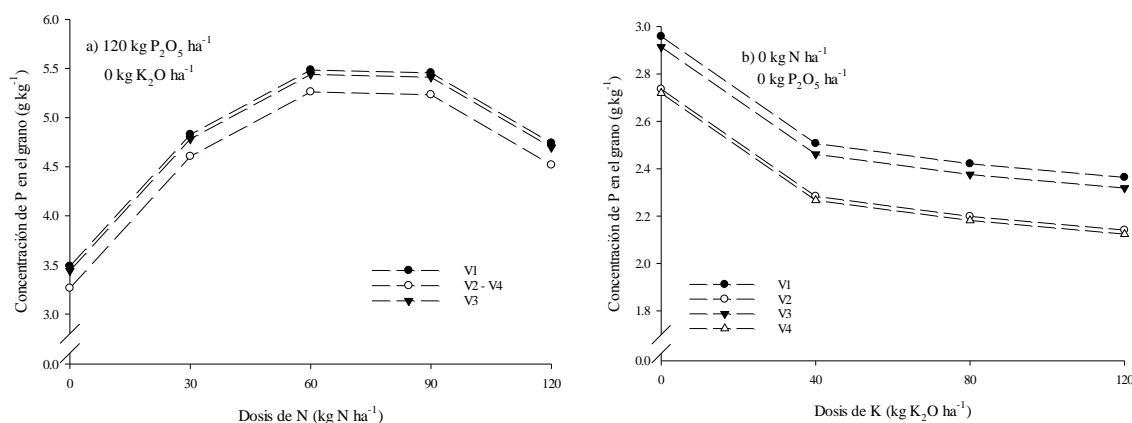 6.0
5.5
5.0
4.5
4.0
3.5
3.0
0.0
Concentración de P en el grano (g kg⁻¹)
a) 120 kg P₂O₅ ha⁻¹
0 kg K₂O ha⁻¹
V1
V2 - V4
V3
0 30 60 90 120
Dosis de N (kg N ha⁻¹)
3.0
2.8
2.6
2.4
2.2
2.0
1.8
0.0
Concentración de P en el grano (g kg⁻¹)
b) 0 kg N ha⁻¹
0 kg P₂O₅ ha⁻¹
V1
V2
V3
V4
0 40 80 120
Dosis de K (kg K₂O ha⁻¹)